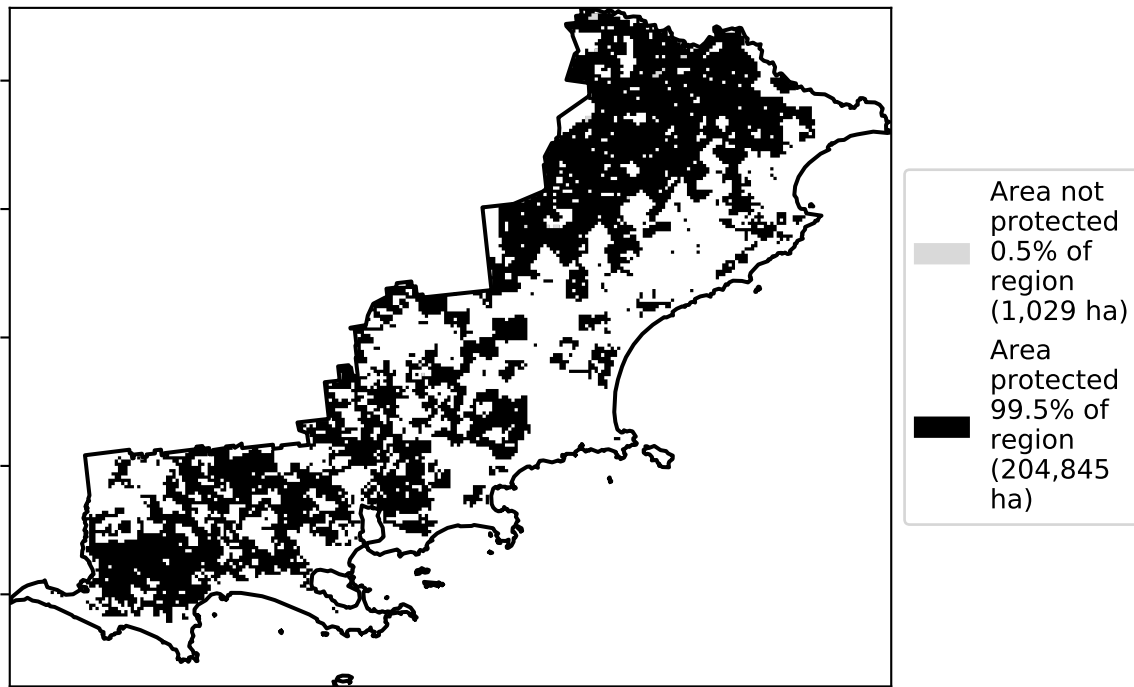 Area not
protected
0.5% of
region
(1,029 ha)
Area
protected
99.5% of
region
(204,845
ha)